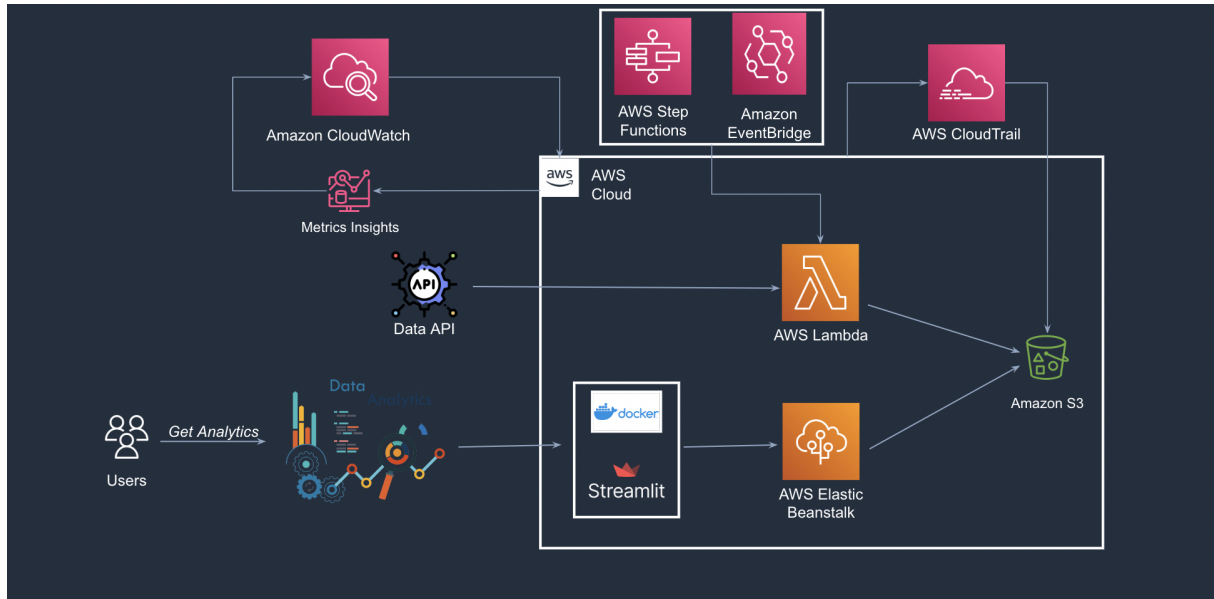 AWS Step
Functions
Amazon
EventBridge
Amazon CloudWatch
AWS CloudTrail
aws
AWS
Cloud
Metrics Insights
API
Data API
AWS Lambda
Data
Analytics
docker
Amazon S3
Get Analytics
Users
Streamlit
AWS Elastic
Beanstalk